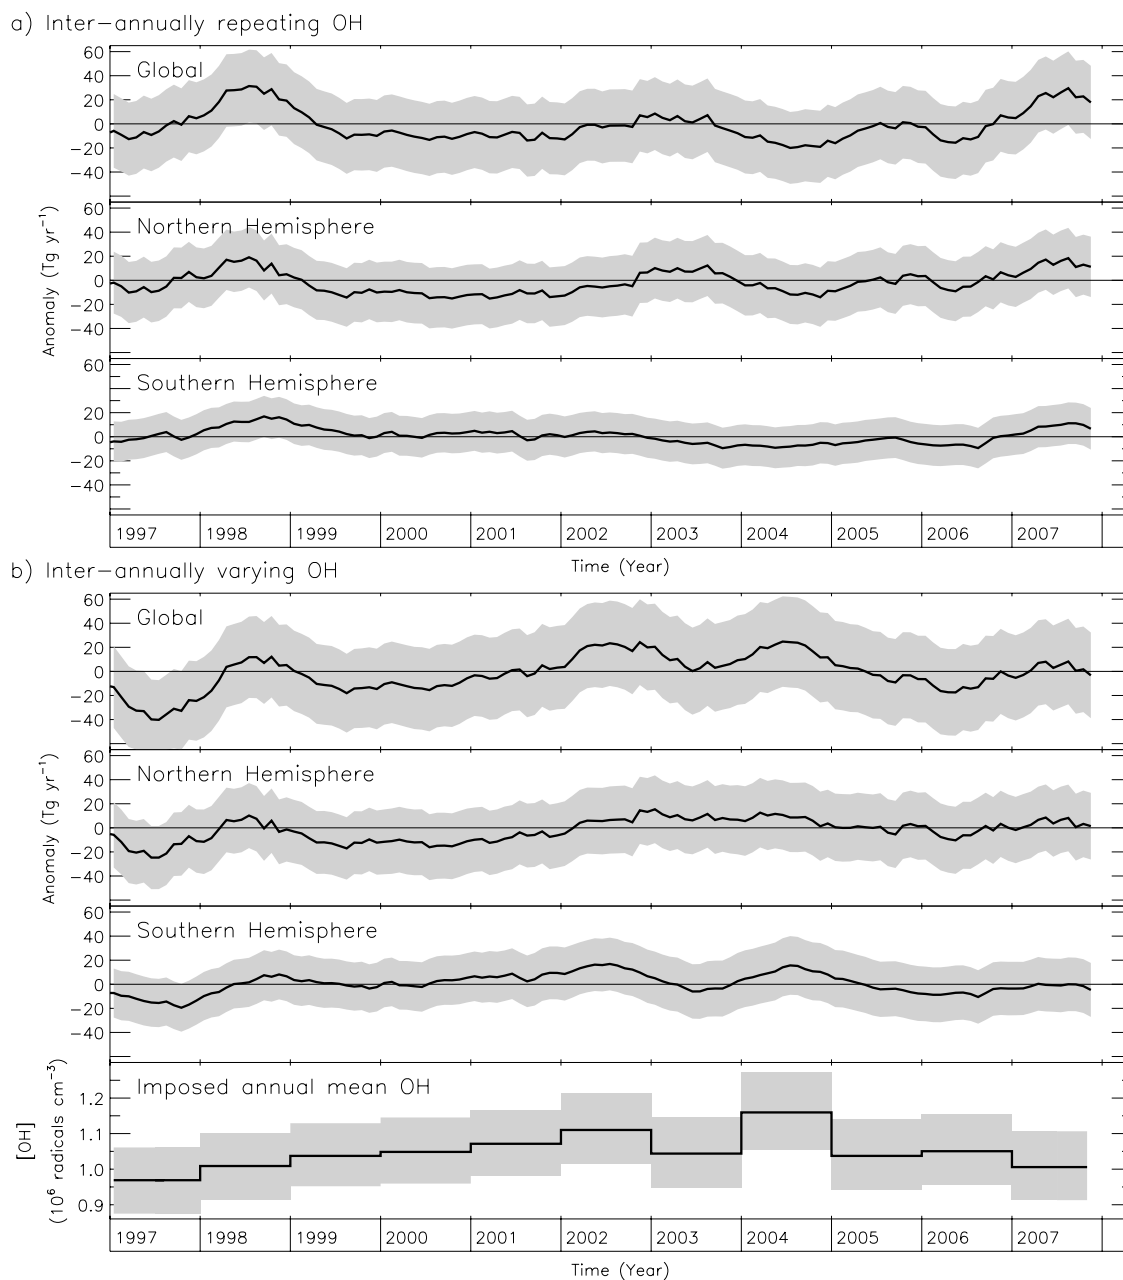 a) Inter-annually repeating OH
60
40
20
0
-20
-40
Global
Anomaly (Tg yr⁻¹)
60
40
20
0
-20
-40
Northern Hemisphere
60
20
0
-20
-40
Southern Hemisphere
1997 1998 1999 2000 2001 2002 2003 2004 2005 2006 2007
Time (Year)
b) Inter-annually varying OH
60
40
20
0
-20
-40
Global
Anomaly (Tg yr⁻¹)
60
40
20
0
-20
-40
Northern Hemisphere
60
40
20
0
-20
-40
Southern Hemisphere
[OH]
(10⁶ radicals cm⁻³)
1.2
1.1
1.0
0.9
Imposed annual mean OH
1997 1998 1999 2000 2001 2002 2003 2004 2005 2006 2007
Time (Year)